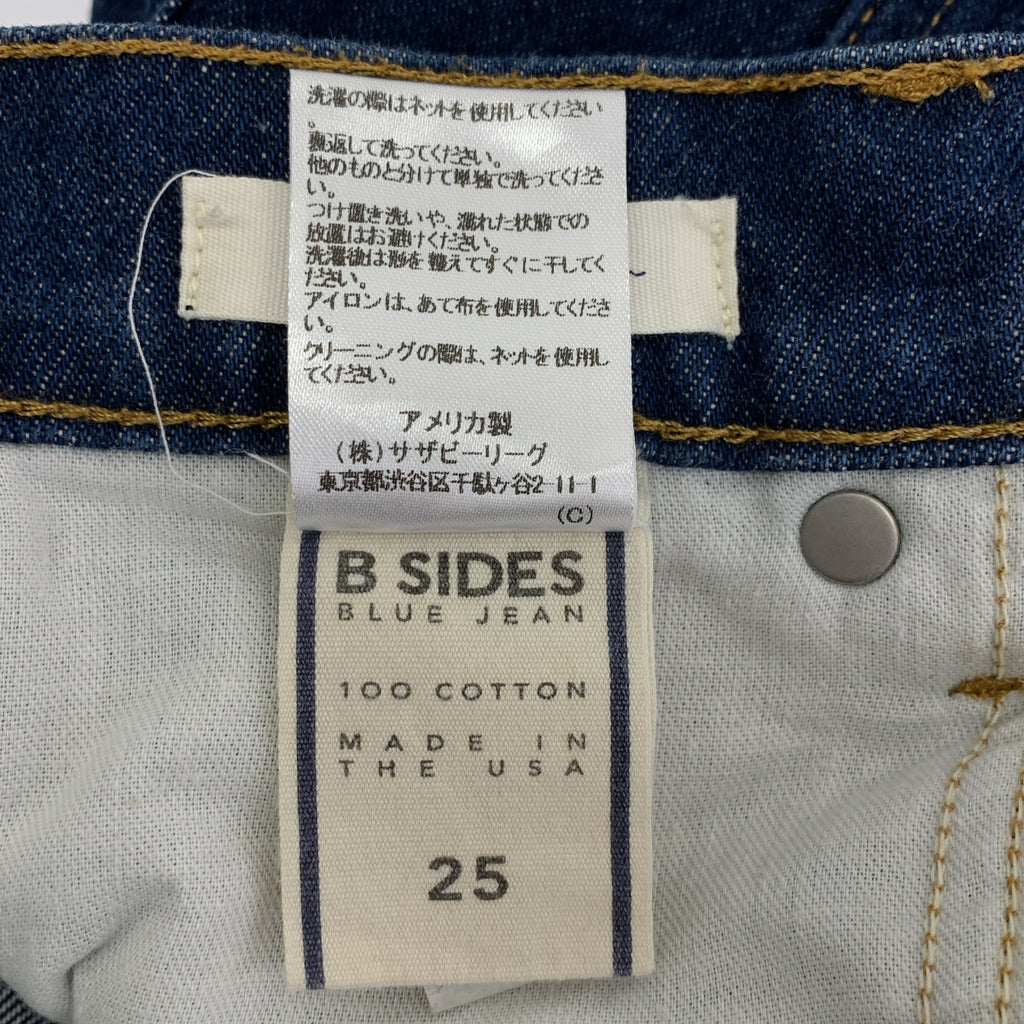 洗濯の際はネットを使用してください
。
裏返して洗ってください。
他のものと分けて単独で洗ってくださ
い。
つけ置き洗いや、濡れた状態での
放置はお避けください。
洗濯後は形を整えてすぐに干してく
ださい。
アイロンは、あて布を使用してくださ
い。
クリーニングの際は、ネットを使用し
てください。
アメリカ製
(株)サザビーリーグ
東京都渋谷区千駄ヶ谷2-11-1
(C)
B SIDES
BLUE JEAN
100 COTTON
MADE IN
THE USA
25